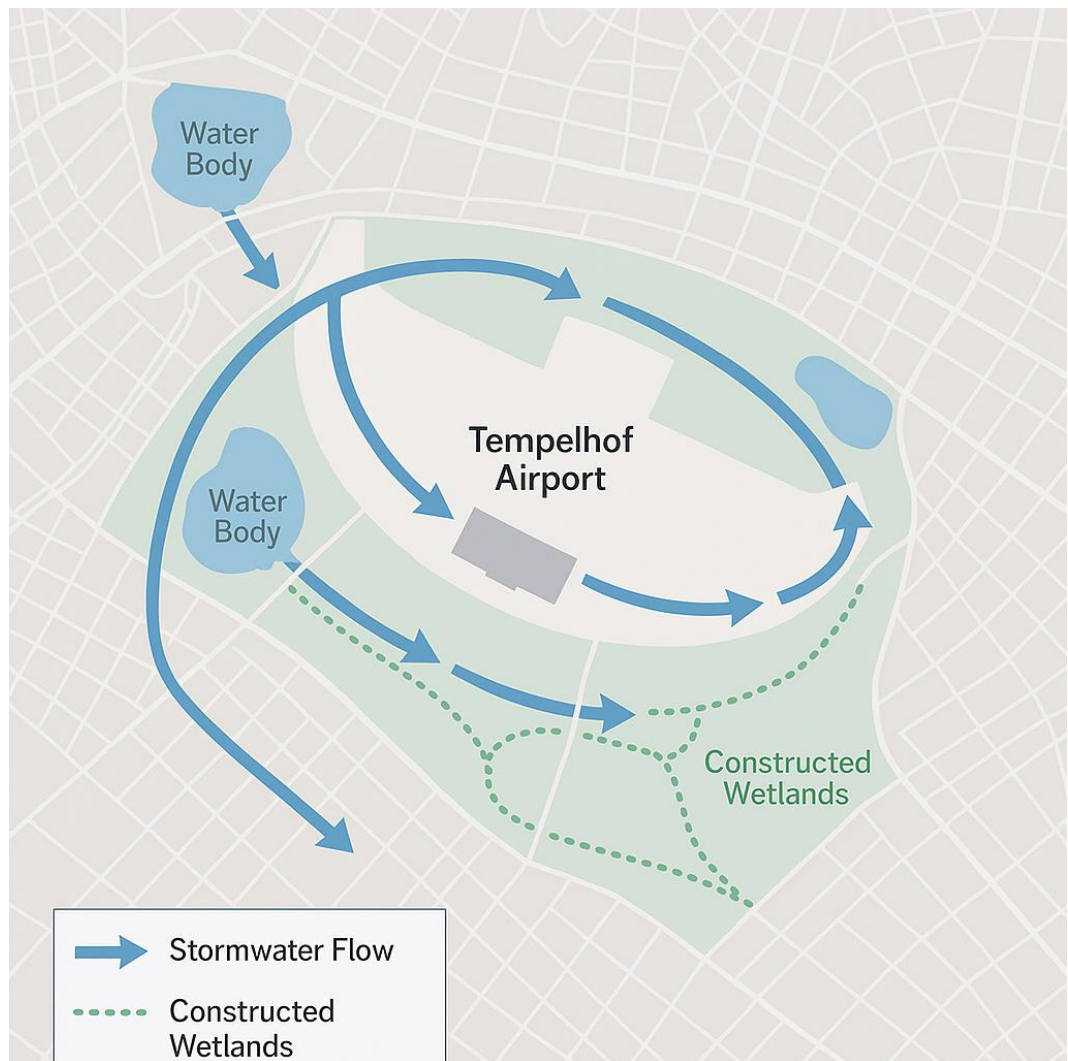 Water
Body
Tempelhof
Airport
Water
Body
Constructed
Wetlands
Stormwater Flow
Constructed
Wetlands